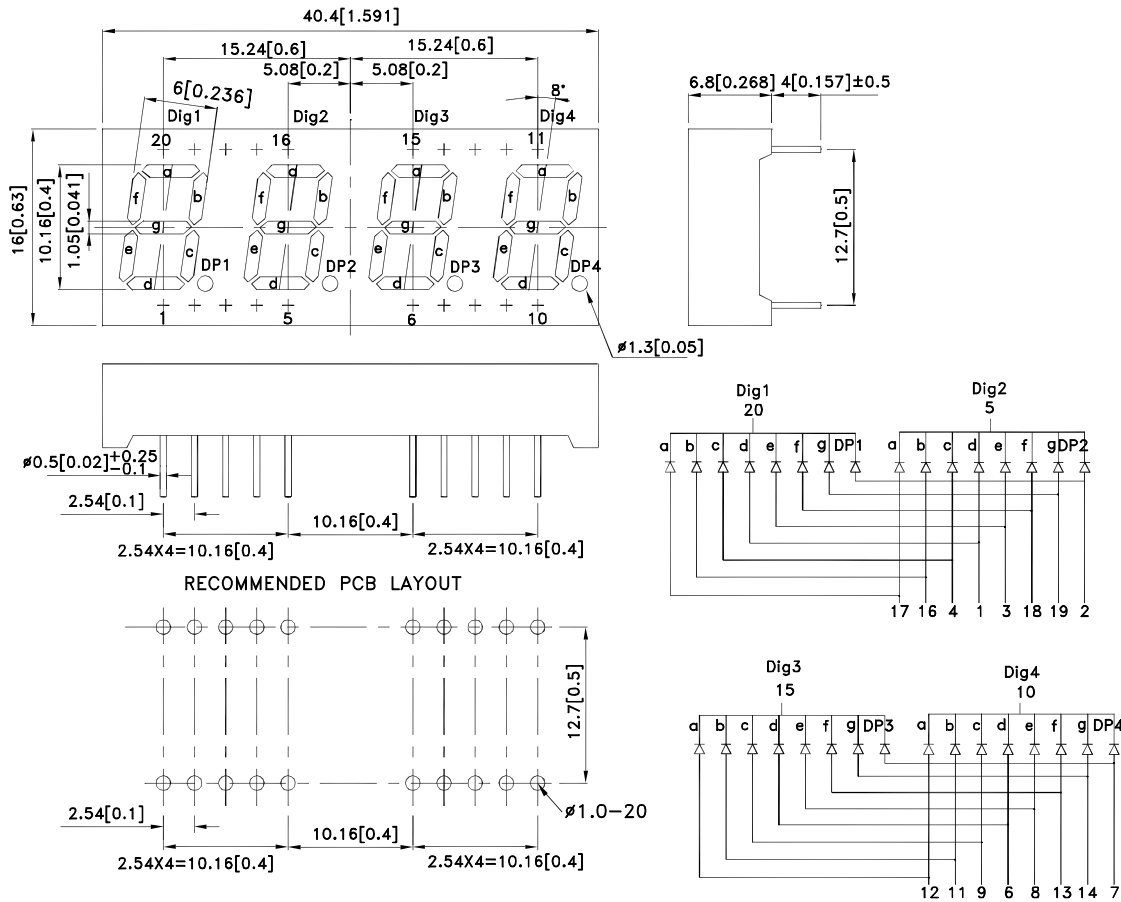 40.4[1.591]
15.24[0.6] 15.24[0.6]
5.08[0.2] 5.08[0.2]
6[0.236] 8°
Dig1 Dig2 Dig3 Dig4
20 16 15 11
16[0.63]
10.16[0.4]
1.05[0.041]
a a a a
f b f b f b f b
g g g g
e c e c e c e c
d d d d
DP1 DP2 DP3 DP4
1 5 6 10
ø1.3[0.05]
6.8[0.268] 4[0.157]±0.5
12.7[0.5]
ø0.5[0.02]+0.25 −0.1
2.54[0.1]
10.16[0.4]
2.54X4=10.16[0.4] 2.54X4=10.16[0.4]
RECOMMENDED PCB LAYOUT
12.7[0.5]
ø1.0-20
2.54[0.1]
10.16[0.4]
2.54X4=10.16[0.4] 2.54X4=10.16[0.4]
Dig1 Dig2
20 5
a b c d e f g DP1 a b c d e f g DP2
17 16 4 1 3 18 19 2
Dig3 Dig4
15 10
a b c d e f g DP3 a b c d e f g DP4
12 11 9 6 8 13 14 7